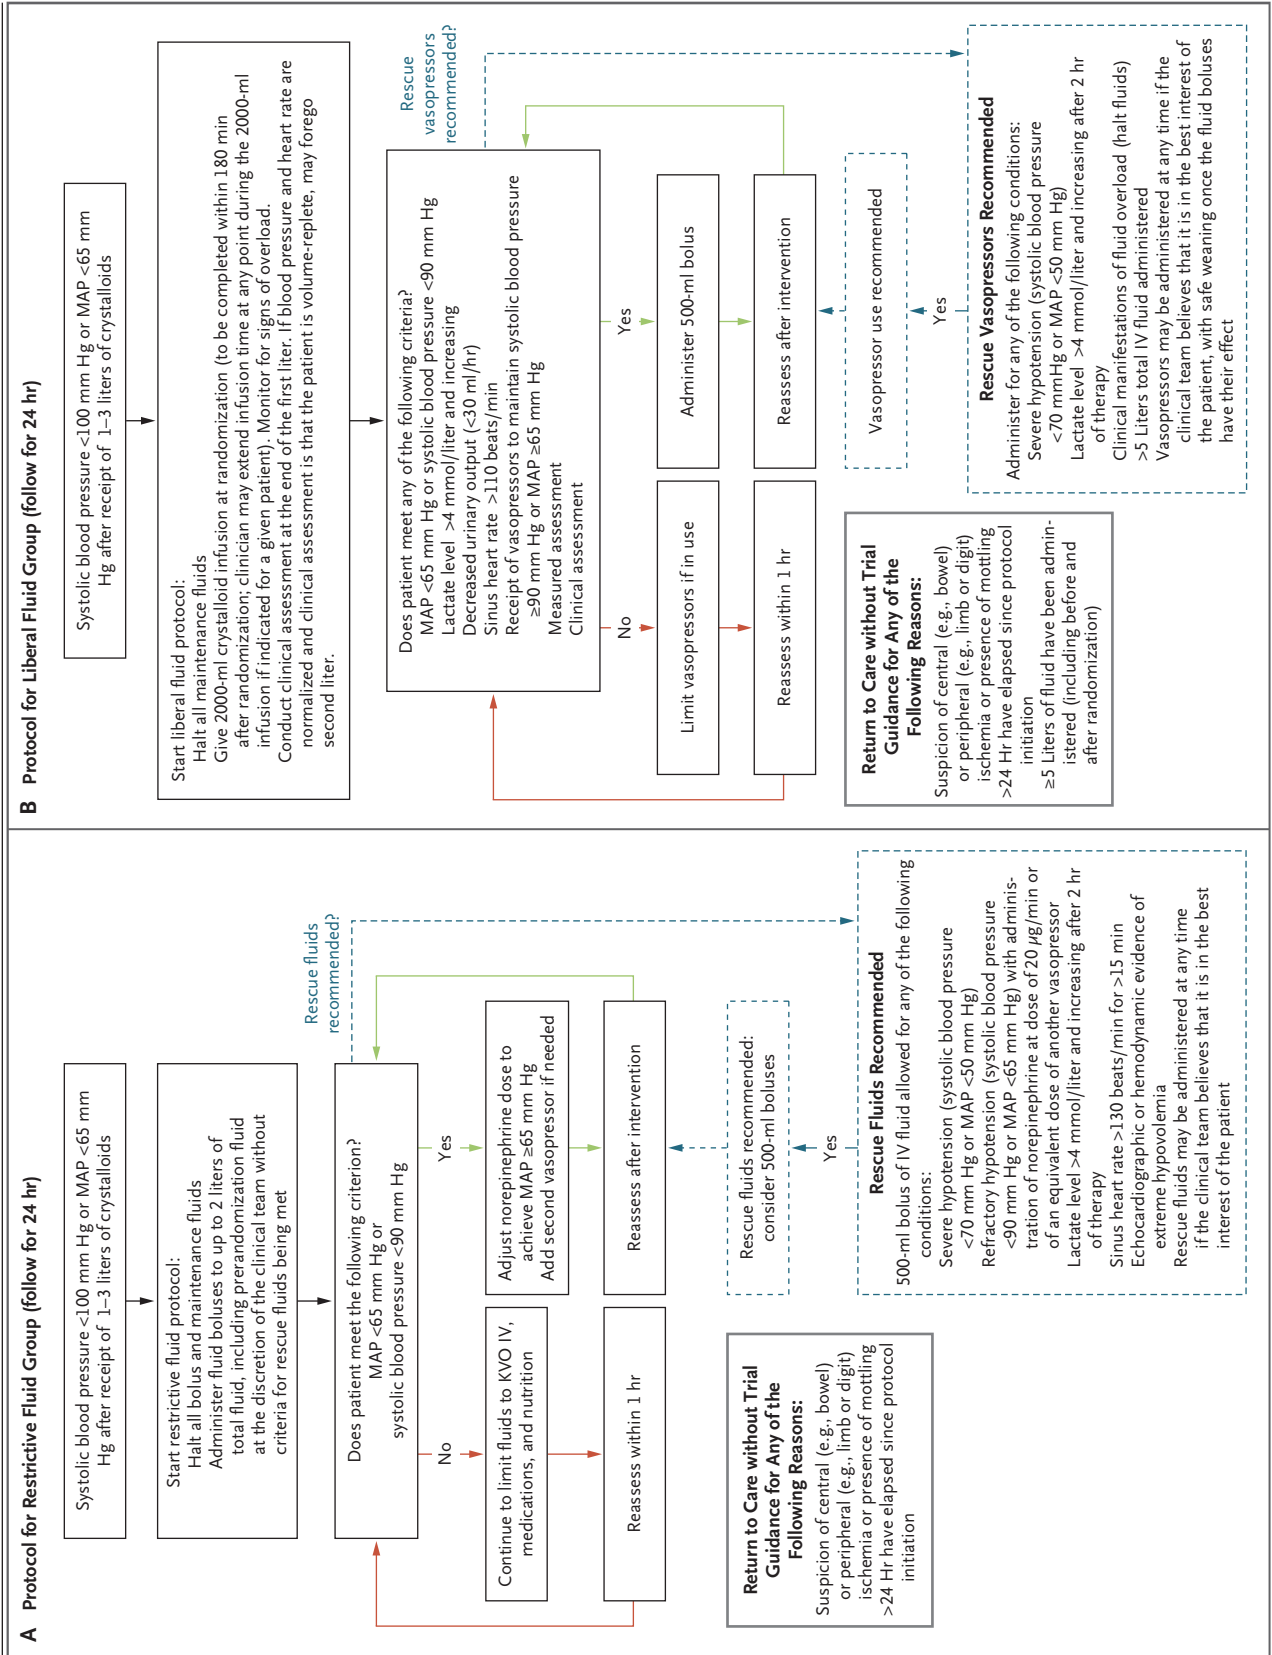 A Protocol for Restrictive Fluid Group (follow for 24 hr)
Systolic blood pressure <100 mm Hg or MAP <65 mm
Hg after receipt of 1–3 liters of crystalloids
Start restrictive fluid protocol:
Halt all bolus and maintenance fluids
Administer fluid boluses to up to 2 liters of
total fluid, including prerandomization fluid
at the discretion of the clinical team without
criteria for rescue fluids being met
Does patient meet the following criterion?
MAP <65 mm Hg or
systolic blood pressure <90 mm Hg
Rescue fluids
recommended?
No
Yes
Continue to limit fluids to KVO IV,
medications, and nutrition
Adjust norepinephrine dose to
achieve MAP ≥65 mm Hg
Add second vasopressor if needed
Reassess within 1 hr
Reassess after intervention
Rescue fluids recommended:
consider 500-ml boluses
Yes
Return to Care without Trial
Guidance for Any of the
Following Reasons:
Suspicion of central (e.g., bowel)
or peripheral (e.g., limb or digit)
ischemia or presence of mottling
>24 Hr have elapsed since protocol
initiation
Rescue Fluids Recommended
500-ml bolus of IV fluid allowed for any of the following
conditions:
Severe hypotension (systolic blood pressure
<70 mm Hg or MAP <50 mm Hg)
Refractory hypotension (systolic blood pressure
<90 mm Hg or MAP <65 mm Hg) with adminis-
tration of norepinephrine at dose of 20 μg/min or
of an equivalent dose of another vasopressor
Lactate level >4 mmol/liter and increasing after 2 hr
of therapy
Sinus heart rate >130 beats/min for >15 min
Echocardiographic or hemodynamic evidence of
extreme hypovolemia
Rescue fluids may be administered at any time
if the clinical team believes that it is in the best
interest of the patient
B Protocol for Liberal Fluid Group (follow for 24 hr)
Systolic blood pressure <100 mm Hg or MAP <65 mm
Hg after receipt of 1–3 liters of crystalloids
Start liberal fluid protocol:
Halt all maintenance fluids
Give 2000-ml crystalloid infusion at randomization (to be completed within 180 min
after randomization; clinician may extend infusion time at any point during the 2000-ml
infusion if indicated for a given patient). Monitor for signs of overload.
Conduct clinical assessment at the end of the first liter. If blood pressure and heart rate are
normalized and clinical assessment is that the patient is volume-replete, may forego
second liter.
Does patient meet any of the following criteria?
MAP <65 mm Hg or systolic blood pressure <90 mm Hg
Lactate level >4 mmol/liter and increasing
Decreased urinary output (<30 ml/hr)
Sinus heart rate >110 beats/min
Receipt of vasopressors to maintain systolic blood pressure
≥90 mm Hg or MAP ≥65 mm Hg
Measured assessment
Clinical assessment
Rescue
vasopressors
recommended?
No
Yes
Limit vasopressors if in use
Administer 500-ml bolus
Reassess within 1 hr
Reassess after intervention
Vasopressor use recommended
Yes
Return to Care without Trial
Guidance for Any of the
Following Reasons:
Suspicion of central (e.g., bowel)
or peripheral (e.g., limb or digit)
ischemia or presence of mottling
>24 Hr have elapsed since protocol
initiation
≥5 Liters of fluid have been admin-
istered (including before and
after randomization)
Rescue Vasopressors Recommended
Administer for any of the following conditions:
Severe hypotension (systolic blood pressure
<70 mmHg or MAP <50 mm Hg)
Lactate level >4 mmol/liter and increasing after 2 hr
of therapy
Clinical manifestations of fluid overload (halt fluids)
>5 Liters total IV fluid administered
Vasopressors may be administered at any time if the
clinical team believes that it is in the best interest of
the patient, with safe weaning once the fluid boluses
have their effect